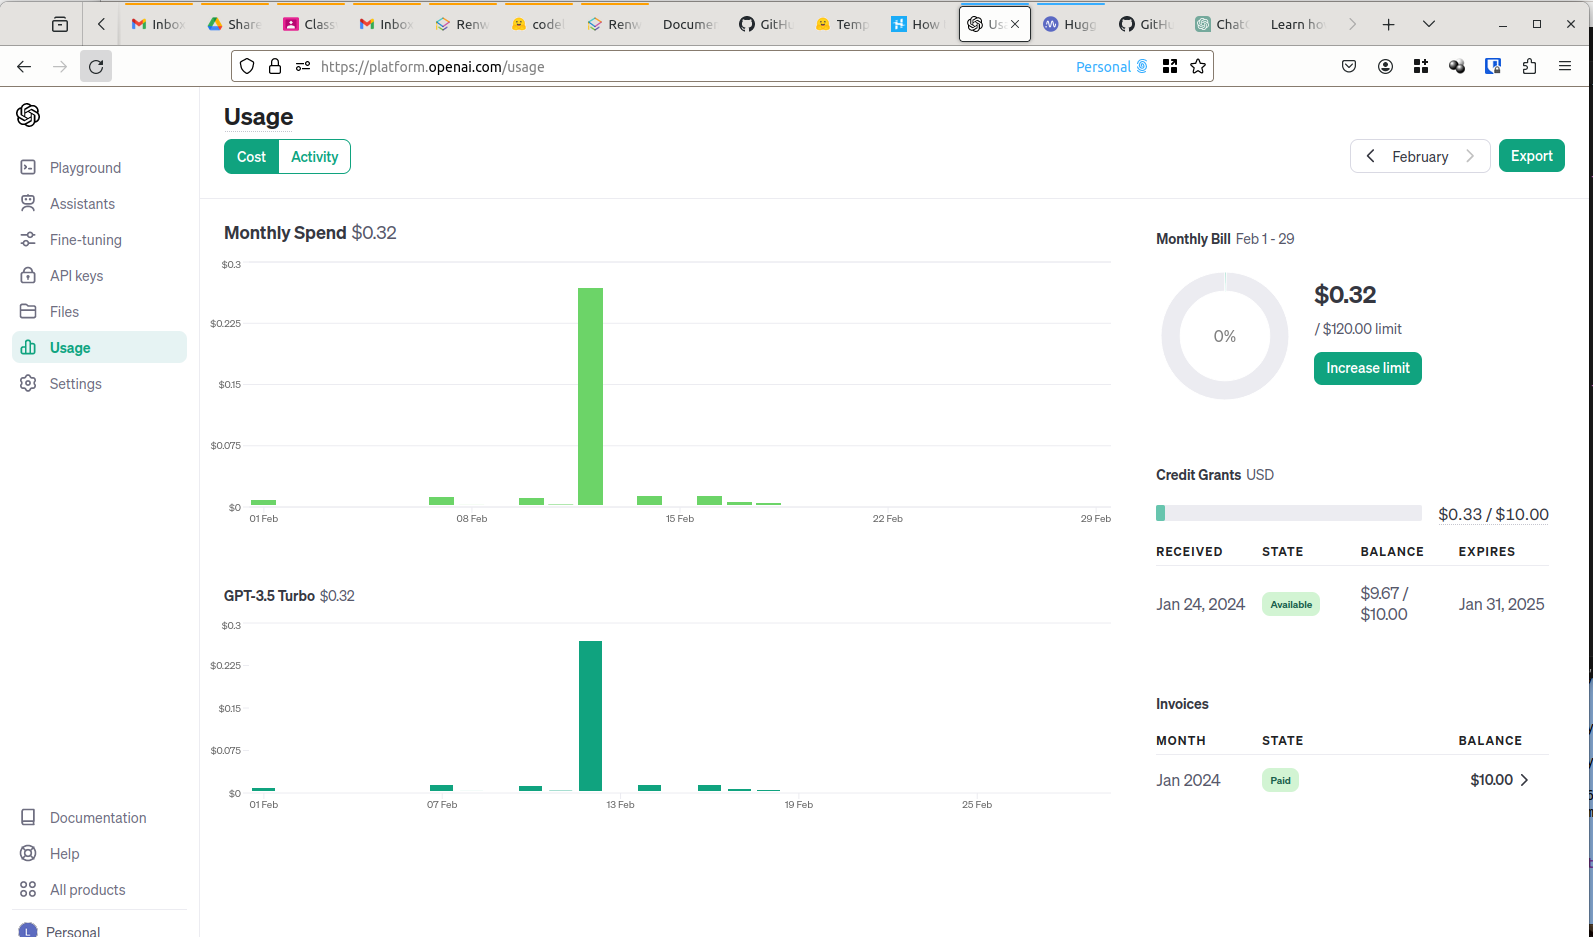 Inbox
Share
Class
Inbox
Renw
codel
Renw
Documen
GitHu
Temp
How
Us
Hugg
GitHu
Chat
Learn ho
https://platform.openai.com/usage
Personal
Usage
Cost
Activity
February
Export
Playground
Assistants
Fine-tuning
API keys
Files
Usage
Settings
Documentation
Help
All products
L Personal
Monthly Spend $0.32
$0.3
$0.225
$0.15
$0.075
$0
01 Feb 08 Feb 15 Feb 22 Feb 29 Feb
GPT-3.5 Turbo $0.32
$0.3
$0.225
$0.15
$0.075
$0
01 Feb 07 Feb 13 Feb 19 Feb 25 Feb
Monthly Bill Feb 1 - 29
0%
$0.32
/ $120.00 limit
Increase limit
Credit Grants USD
$0.33 / $10.00
RECEIVED STATE BALANCE EXPIRES
Jan 24, 2024 Available $9.67 / $10.00 Jan 31, 2025
Invoices
MONTH STATE BALANCE
Jan 2024 Paid $10.00